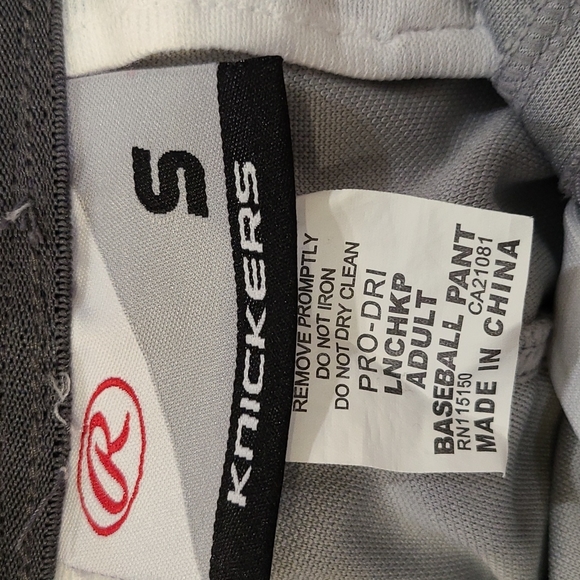 S
R
KNICKERS
REMOVE PROMPTLY
DO NOT IRON
DO NOT DRY CLEAN
PRO-DRI
LNCHKP
ADULT
BASEBALL PANT
RN115150 CA21081
MADE IN CHINA